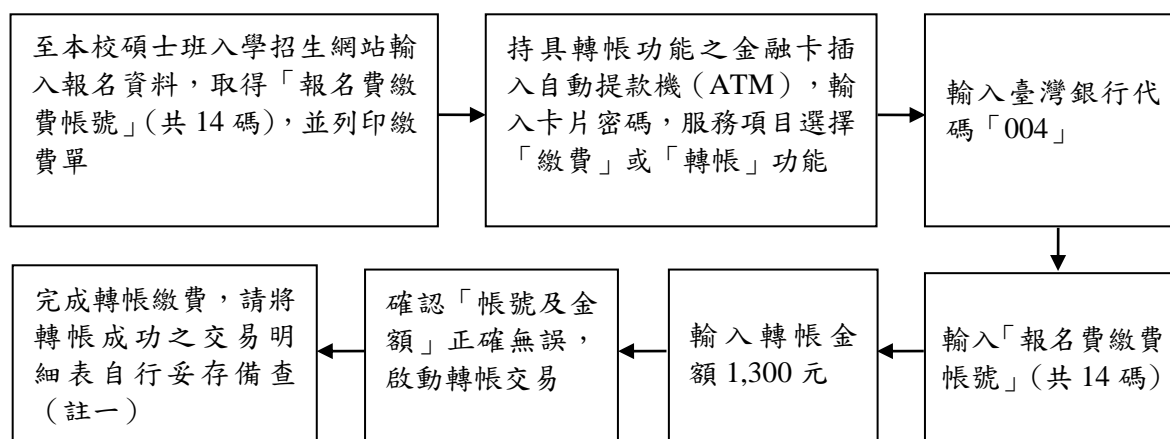 至本校碩士班入學招生網站輸
入報名資料，取得「報名費繳
費帳號」（共 14 碼），並列印繳
費單
持具轉帳功能之金融卡插
入自動提款機（ATM），輸
入卡片密碼，服務項目選擇
「繳費」或「轉帳」功能
輸入臺灣銀行代
碼「004」
輸入「報名費繳費
帳號」（共 14 碼）
輸入轉帳金
額 1,300 元
確認「帳號及金
額」正確無誤，
啟動轉帳交易
完成轉帳繳費，請將
轉帳成功之交易明
細表自行妥存備查
（註一）